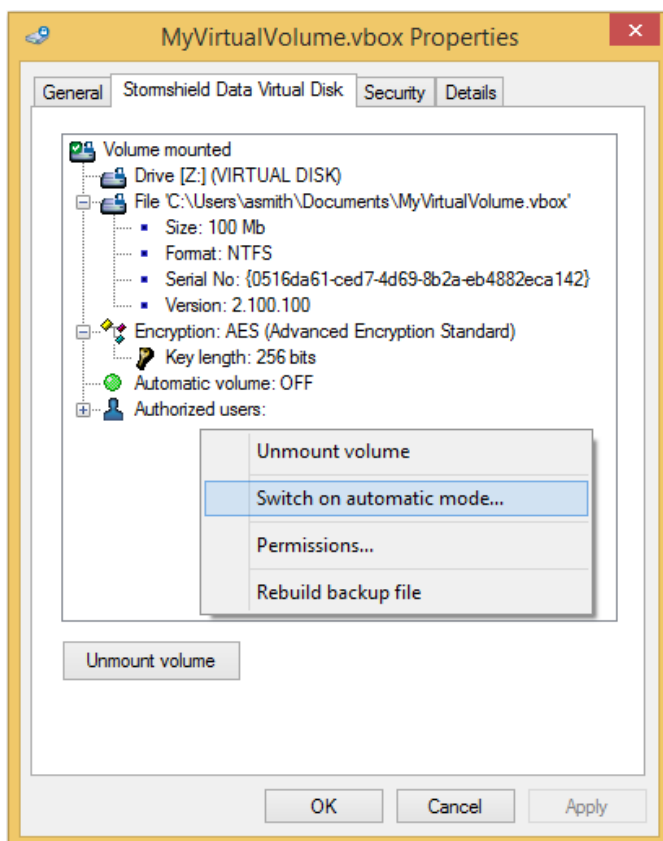 MyVirtualVolume.vbox Properties
General
Stormshield Data Virtual Disk
Security
Details
Volume mounted
Drive [Z:] (VIRTUAL DISK)
File 'C:\Users\asmith\Documents\MyVirtualVolume.vbox'
Size: 100 Mb
Format: NTFS
Serial No: {0516da61-ced7-4d69-8b2a-eb4882eca142}
Version: 2.100.100
Encryption: AES (Advanced Encryption Standard)
Key length: 256 bits
Automatic volume: OFF
Authorized users:
Unmount volume
Switch on automatic mode...
Permissions...
Rebuild backup file
Unmount volume
OK
Cancel
Apply